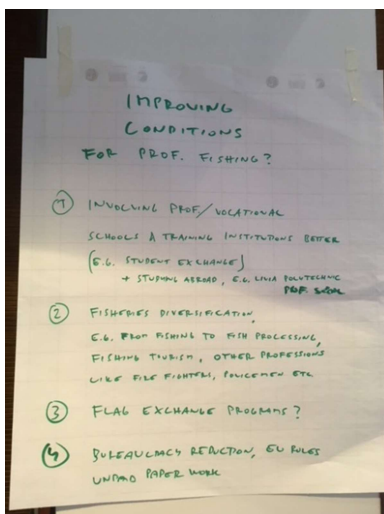 IMPROVING
CONDITIONS
FOR PROF. FISHING?
① INVOLVING PROF./VOCATIONAL
SCHOOLS & TRAINING INSTITUTIONS BETTER
(E.G. STUDENT EXCHANGE)
+ STUDYING ABROAD, E.G. LIVIA POLUTECHNIC
PROF.
② FISHERIES DIVERSIFICATION,
E.G. FROM FISHING TO FISH PROCESSING,
FISHING TOURISM, OTHER PROFESSIONS
LIKE FIRE FIGHTERS, POLICEMEN ETC
③ FLAG EXCHANGE PROGRAMS?
④ BUREAUCRACY REDUCTION, EU RULES
UNPAID PAPER WORK